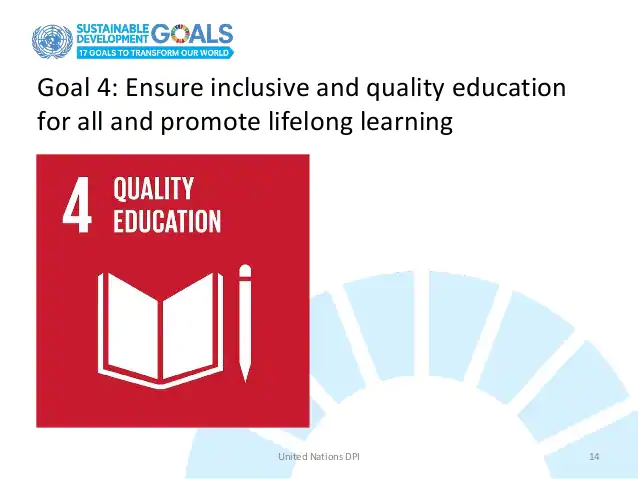 SUSTAINABLE
DEVELOPMENT GOALS
17 GOALS TO TRANSFORM OUR WORLD
Goal 4: Ensure inclusive and quality education
for all and promote lifelong learning
4 QUALITY
EDUCATION
United Nations DPI
14